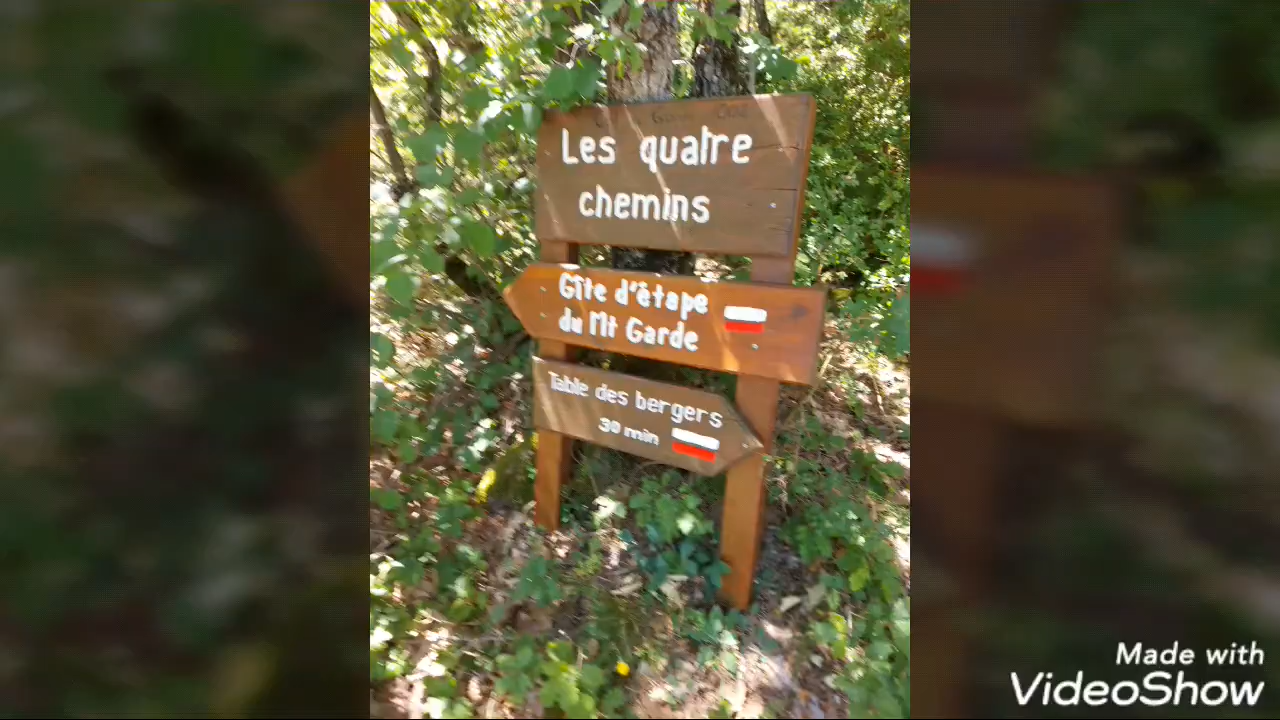 Les quatre
chemins
Gîte d'étape
du Mt Garde
Table des bergers
30 min
Made with
VideoShow